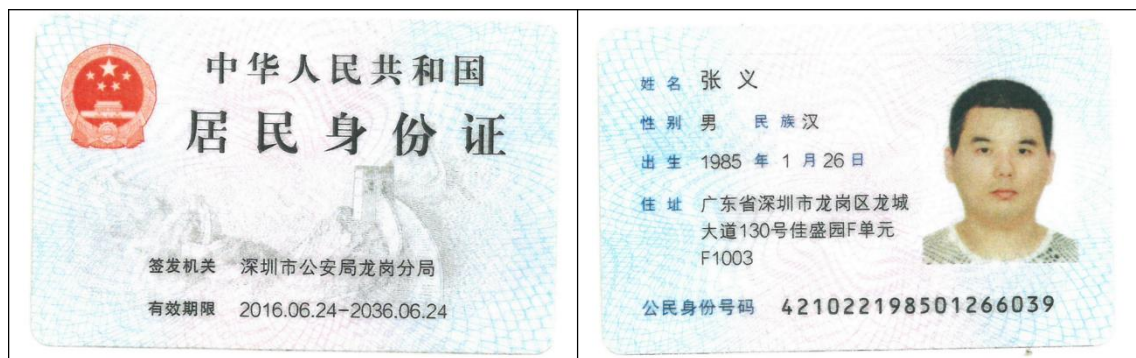 中华人民共和国
居民身份证
签发机关 深圳市公安局龙岗分局
有效期限 2016.06.24-2036.06.24
姓名 张义
性别 男 民族 汉
出生 1985 年 1 月 26 日
住址 广东省深圳市龙岗区龙城
大道130号佳盛园F单元
F1003
公民身份号码 421022198501266039